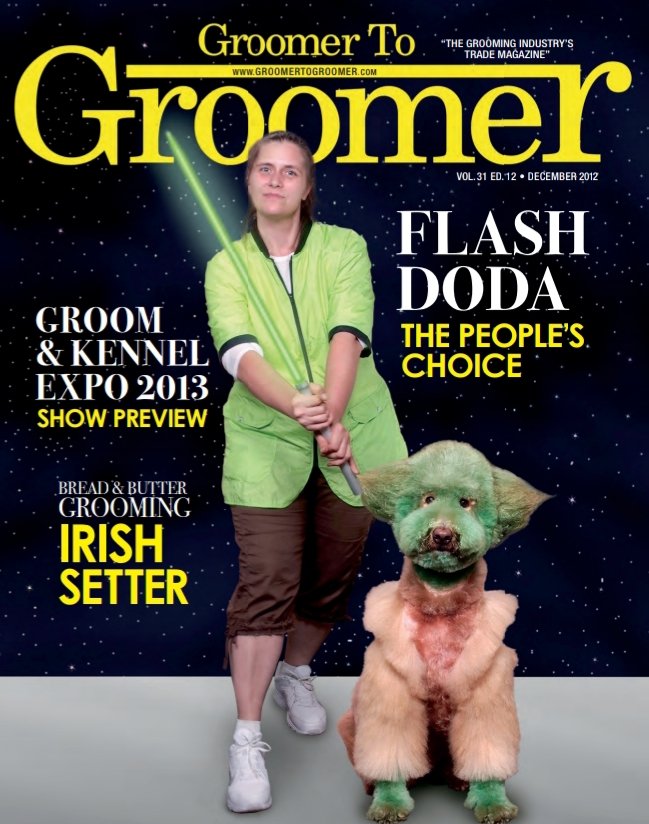 Groomer To
"THE GROOMING INDUSTRY'S
TRADE MAGAZINE"
WWW.GROOMERTOGROOMER.COM
Groomer
VOL. 31 ED. 12 • DECEMBER 2012
FLASH
DODA
THE PEOPLE'S
CHOICE
GROOM
& KENNEL
EXPO 2013
SHOW PREVIEW
BREAD & BUTTER
GROOMING
IRISH
SETTER